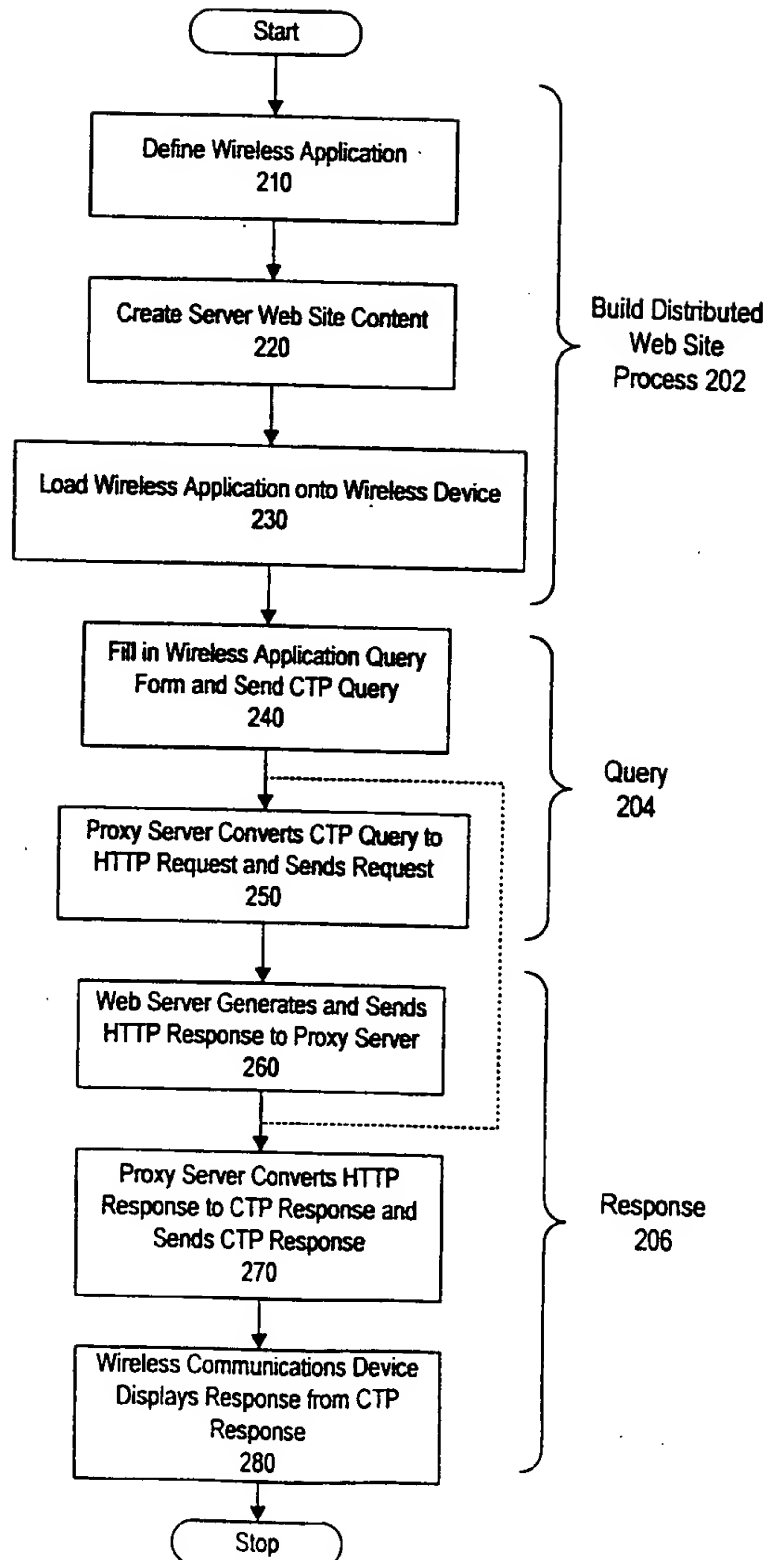 Start
Define Wireless Application
210
Create Server Web Site Content
220
Load Wireless Application onto Wireless Device
230
Build Distributed
Web Site
Process 202
Fill in Wireless Application Query
Form and Send CTP Query
240
Proxy Server Converts CTP Query to
HTTP Request and Sends Request
250
Query
204
Web Server Generates and Sends
HTTP Response to Proxy Server
260
Proxy Server Converts HTTP
Response to CTP Response and
Sends CTP Response
270
Wireless Communications Device
Displays Response from CTP
Response
280
Response
206
Stop